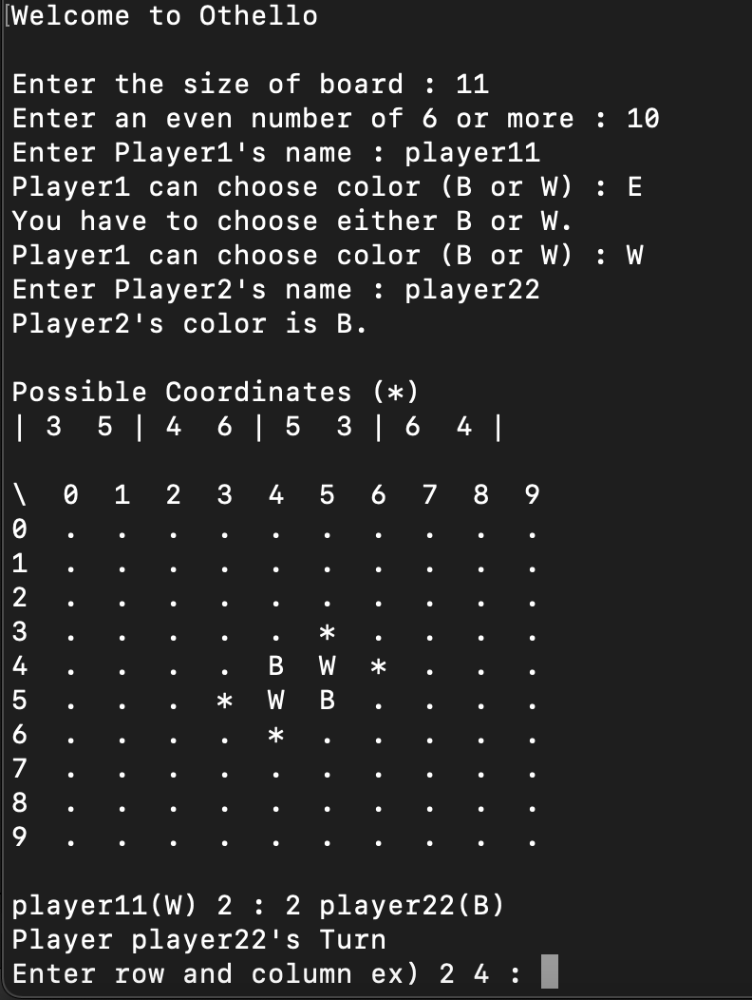 Welcome to Othello
Enter the size of board : 11
Enter an even number of 6 or more : 10
Enter Player1's name : player11
Player1 can choose color (B or W) : E
You have to choose either B or W.
Player1 can choose color (B or W) : W
Enter Player2's name : player22
Player2's color is B.
Possible Coordinates (*)
| 3  5 | 4  6 | 5  3 | 6  4 |
\  0  1  2  3  4  5  6  7  8  9
0  .  .  .  .  .  .  .  .  .  .
1  .  .  .  .  .  .  .  .  .  .
2  .  .  .  .  .  .  .  .  .  .
3  .  .  .  .  .  *  .  .  .  .
4  .  .  .  .  B  W  *  .  .  .
5  .  .  .  *  W  B  .  .  .  .
6  .  .  .  .  *  .  .  .  .  .
7  .  .  .  .  .  .  .  .  .  .
8  .  .  .  .  .  .  .  .  .  .
9  .  .  .  .  .  .  .  .  .  .
player11(W) 2 : 2 player22(B)
Player player22's Turn
Enter row and column ex) 2 4 :